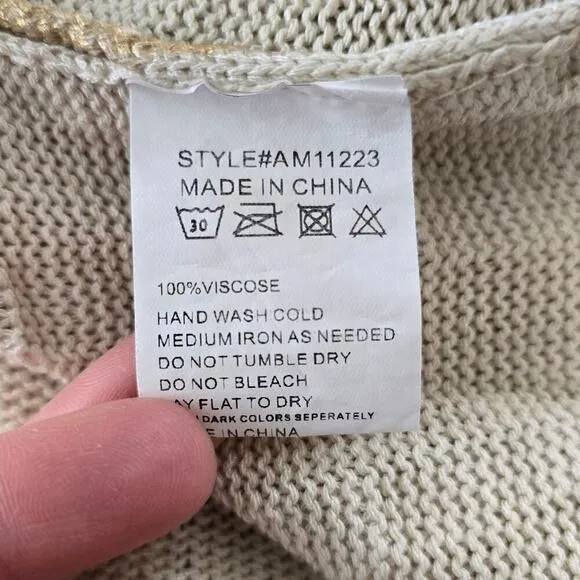 STYLE#AM11223
MADE IN CHINA
30
100%VISCOSE
HAND WASH COLD
MEDIUM IRON AS NEEDED
DO NOT TUMBLE DRY
DO NOT BLEACH
AY FLAT TO DRY
DARK COLORS SEPERATELY
E IN CHINA